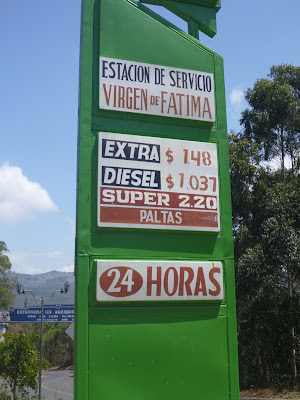 ESTACION DE SERVICIO
VIRGEN DE FATIMA
EXTRA $ 1.48
DIESEL $ 1.037
SUPER 2.20
PALTAS
24 HORAS